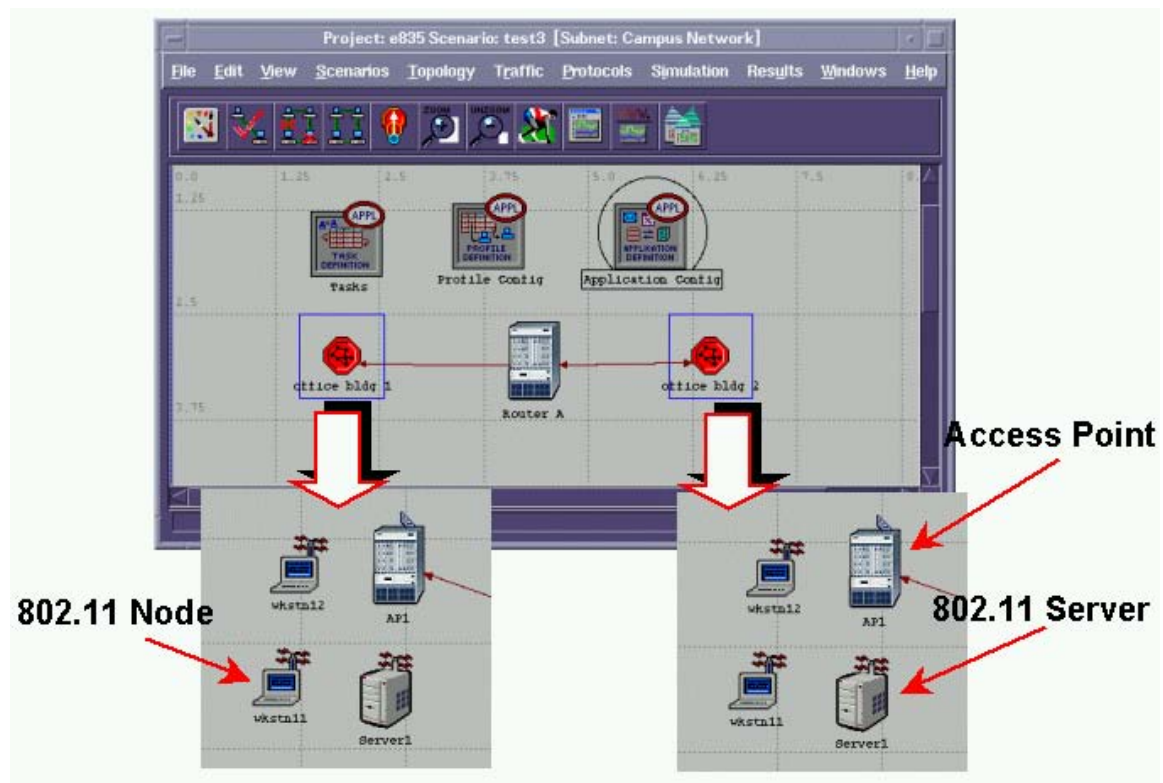 Project: e835 Scenario: test3 [Subnet: Campus Network]
File Edit View Scenarios Topology Traffic Protocols Simulation Results Windows Help
ZOOM UNZOOM
0.0 1.25 2.5 3.75 5.0 6.25 7.5
1.25
APPL APPL APPL
TASK DEFINITION
PROFILE DEFINITION
APPLICATION DEFINITION
Tasks
Profile Config
Application Config
2.5
office bldg 1
office bldg 2
Router A
3.75
Access Point
wkstn12
AP1
wkstn12
AP1
802.11 Node
802.11 Server
wkstn11
Server1
wkstn11
Server1